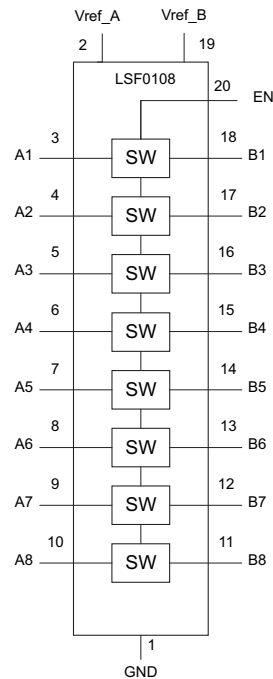 Vref_A Vref_B
2 19
LSF0108
20 EN
3 18
A1 SW B1
4 17
A2 SW B2
5 16
A3 SW B3
6 15
A4 SW B4
7 14
A5 SW B5
8 13
A6 SW B6
9 12
A7 SW B7
10 11
A8 SW B8
1
GND